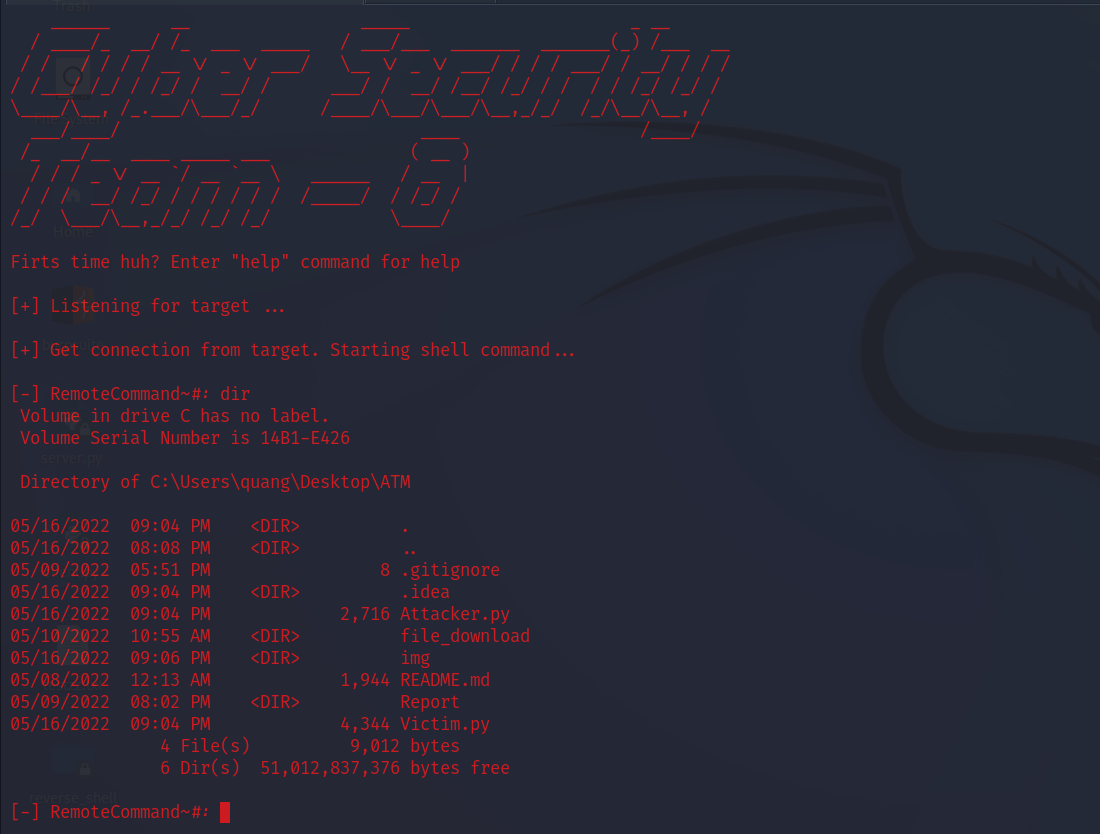 Trash
Cyber Security
Team - 8
Home
Firts time huh? Enter "help" command for help
[+] Listening for target ...
[+] Get connection from target. Starting shell command...
[-] RemoteCommand~#: dir
Volume in drive C has no label.
Volume Serial Number is 14B1-E426
server.py
Directory of C:\Users\quang\Desktop\ATM
05/16/2022  09:04 PM    <DIR>          .
05/16/2022  08:08 PM    <DIR>          ..
05/09/2022  05:51 PM                 8 .gitignore
05/16/2022  09:04 PM    <DIR>          .idea
05/16/2022  09:04 PM             2,716 Attacker.py
05/10/2022  10:55 AM    <DIR>          file_download
05/16/2022  09:06 PM    <DIR>          img
05/08/2022  12:13 AM             1,944 README.md
05/09/2022  08:02 PM    <DIR>          Report
05/16/2022  09:04 PM             4,344 Victim.py
4 File(s)          9,012 bytes
6 Dir(s)  51,012,837,376 bytes free
reverse_shell
[-] RemoteCommand~#: